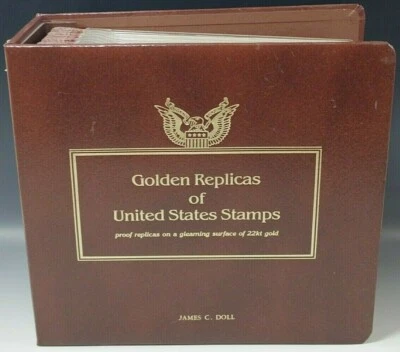 Golden Replicas
of
United States Stamps
proof replicas on a gleaming surface of 22kt gold
JAMES C. DOLL